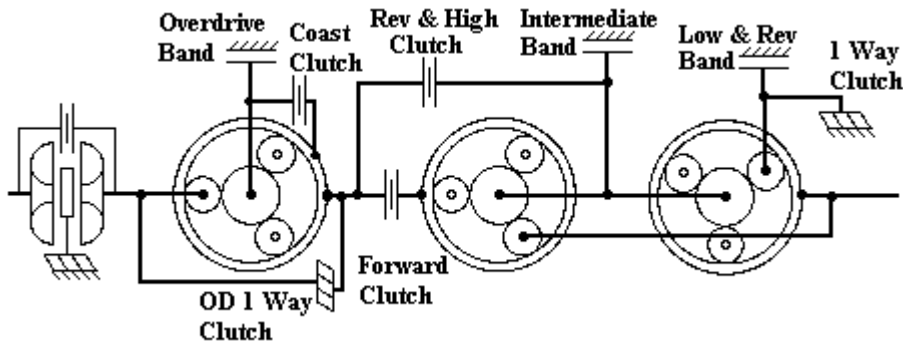 Overdrive
Band
Coast
Clutch
Rev & High
Clutch
Intermediate
Band
Low & Rev
Band
1 Way
Clutch
OD 1 Way
Clutch
Forward
Clutch